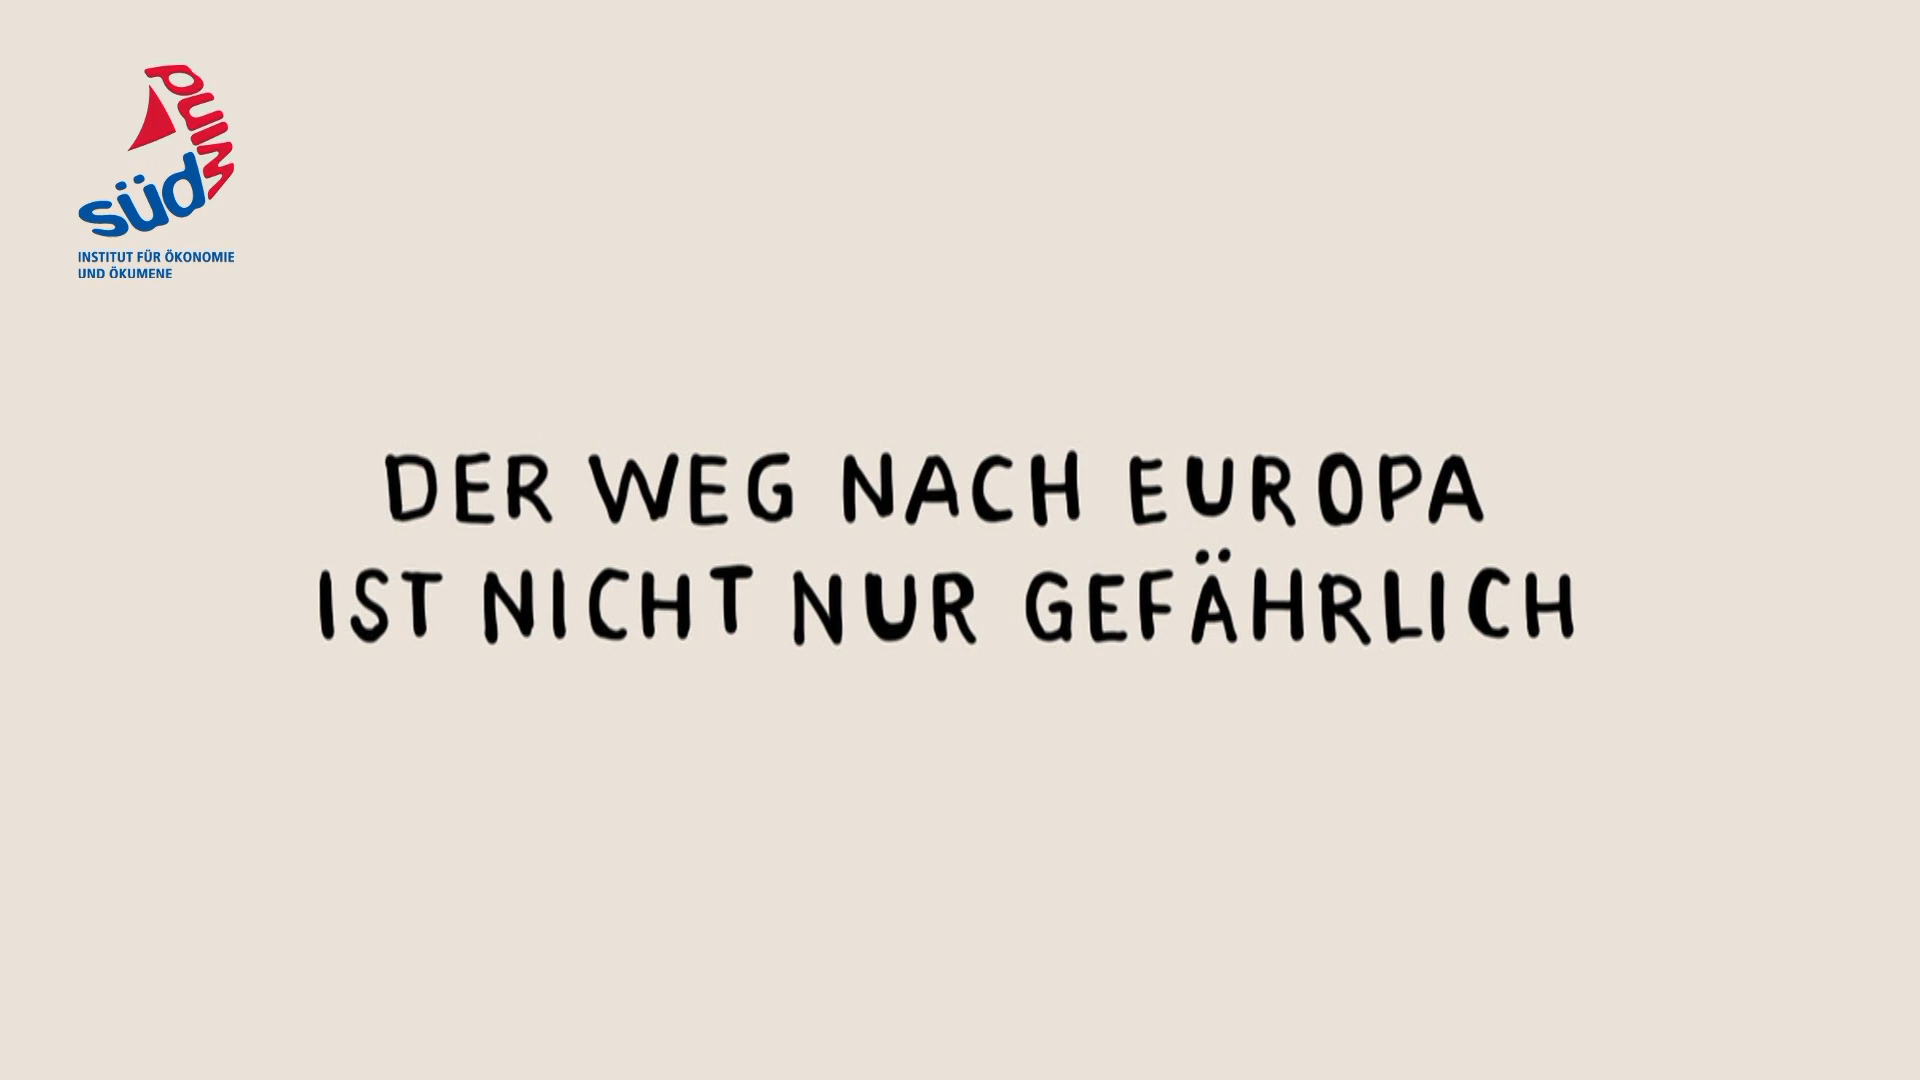 südwind
INSTITUT FÜR ÖKONOMIE
UND ÖKUMENE
DER WEG NACH EUROPA
IST NICHT NUR GEFÄHRLICH